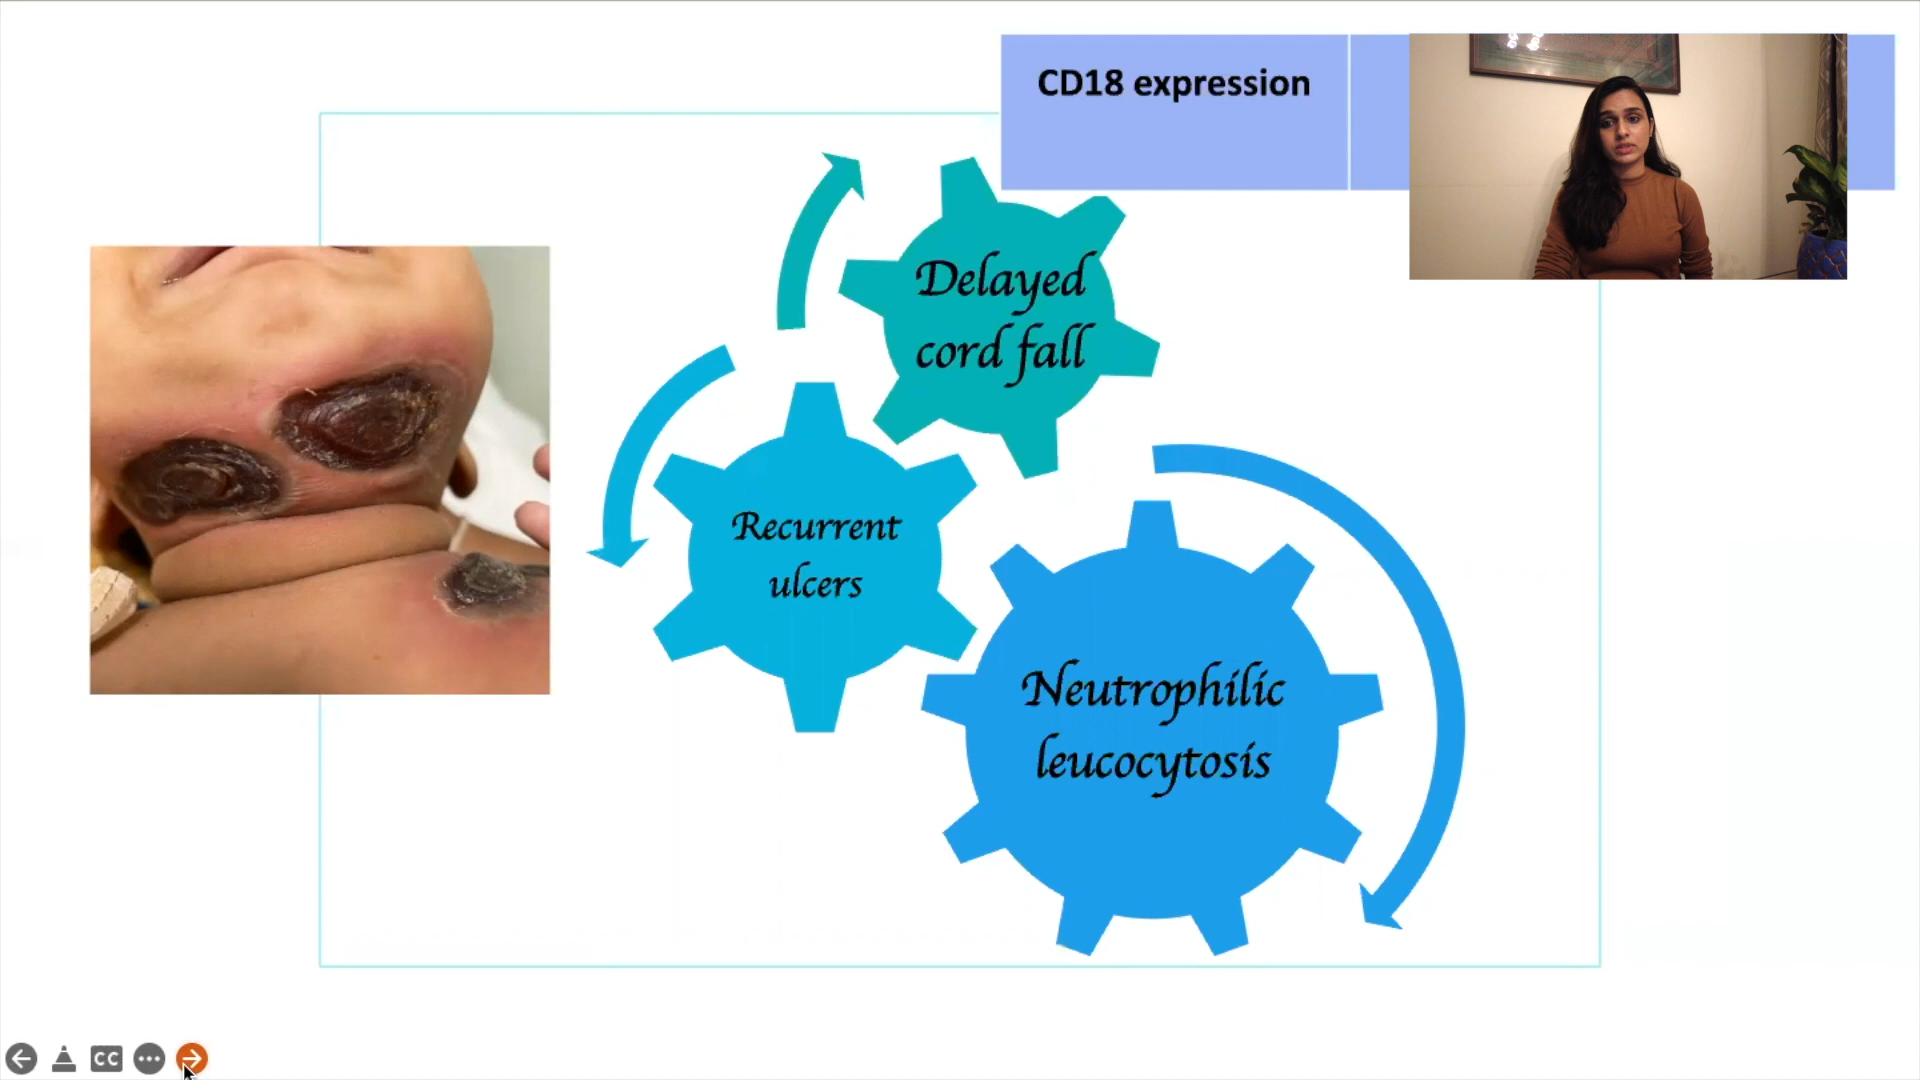 CD18 expression
Delayed
cord fall
Recurrent
ulcers
Neutrophilic
leucocytosis
CC